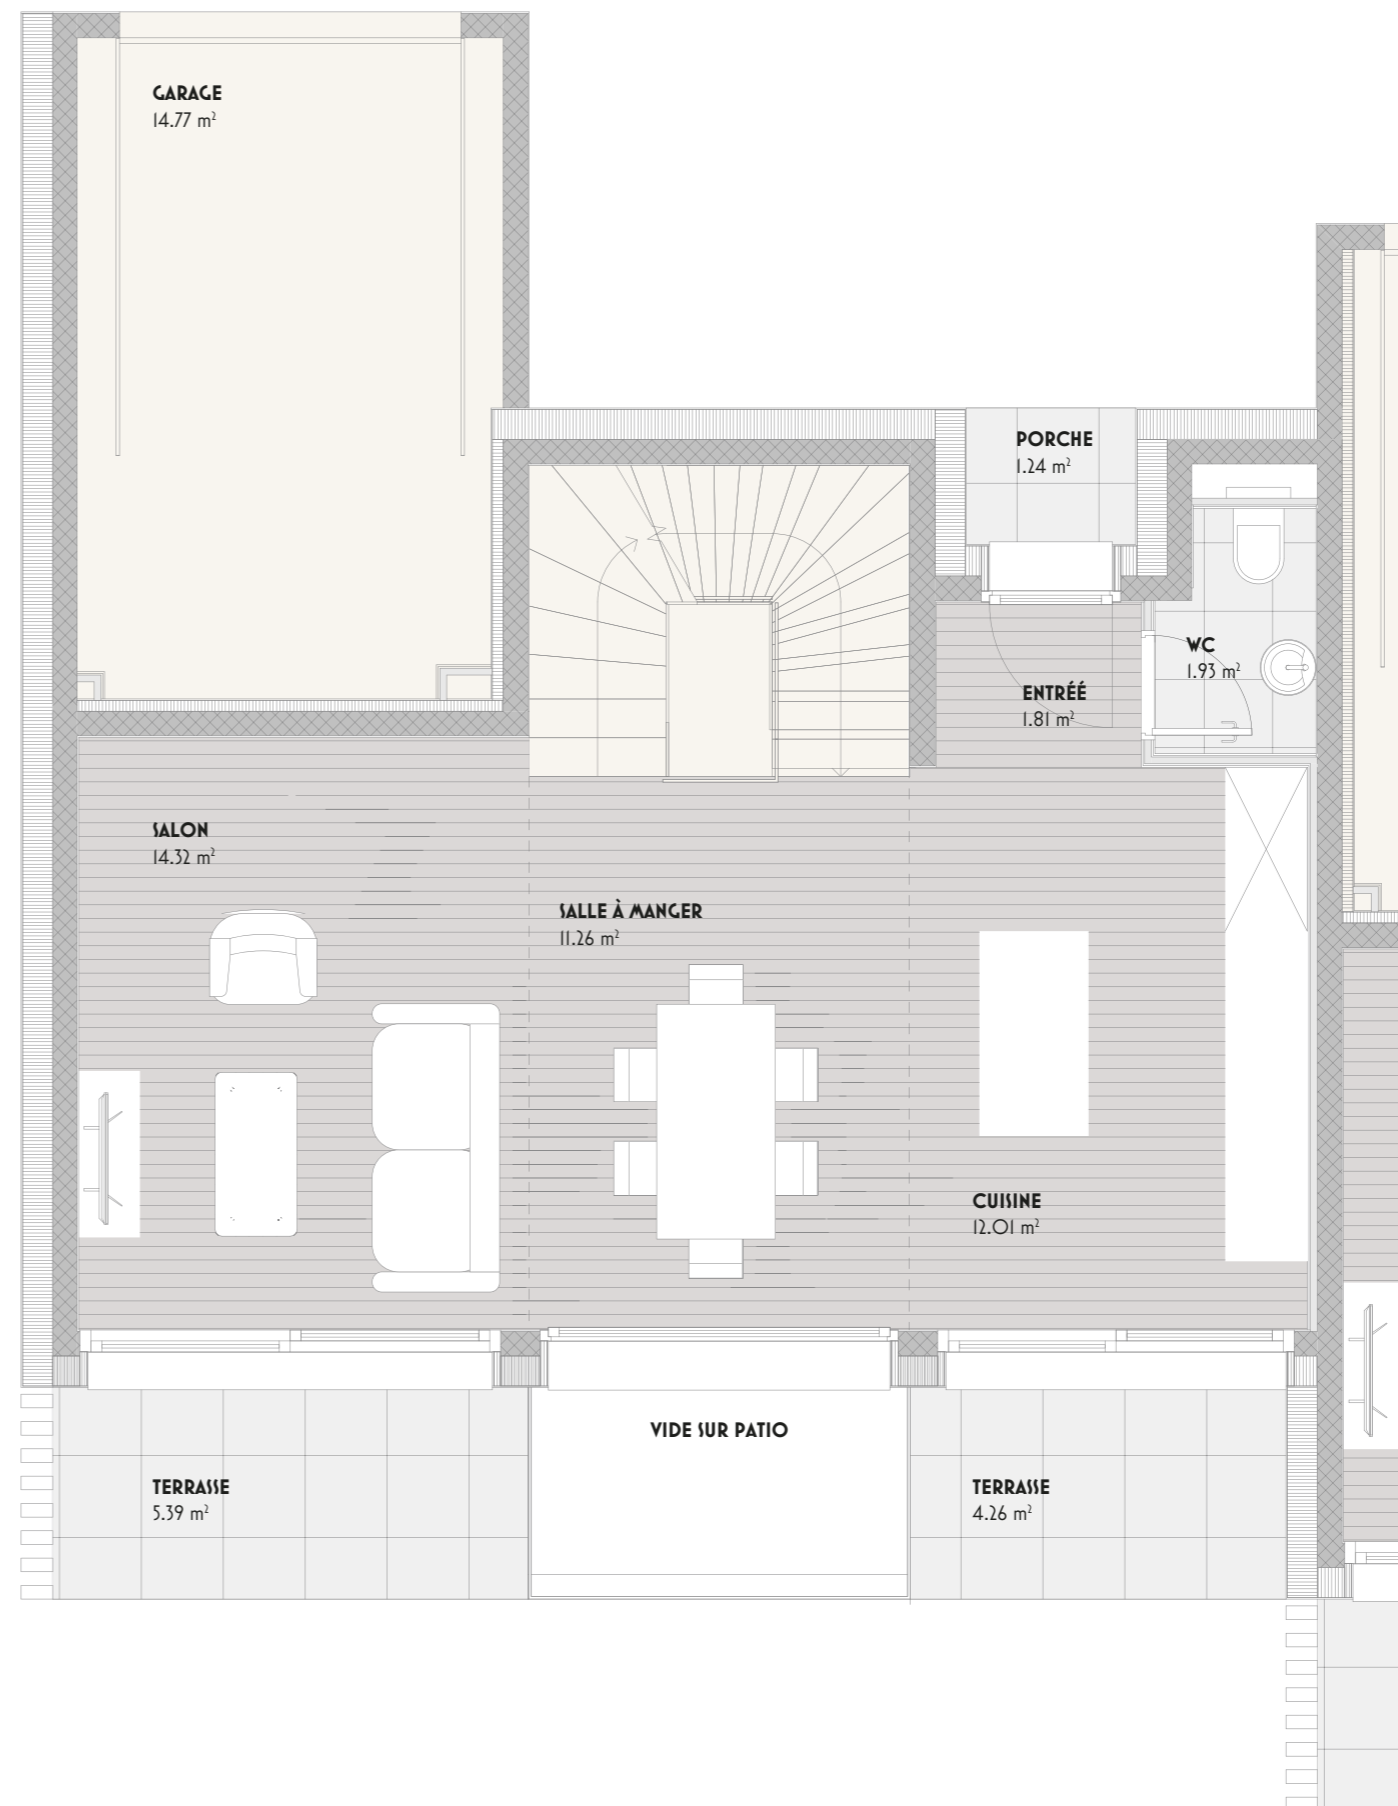 GARAGE
14.77 m²
PORCHE
1.24 m²
WC
1.93 m²
ENTRÉÉ
1.81 m²
SALON
14.32 m²
SALLE À MANGER
11.26 m²
CUISINE
12.01 m²
VIDE SUR PATIO
TERRASSE
5.39 m²
TERRASSE
4.26 m²